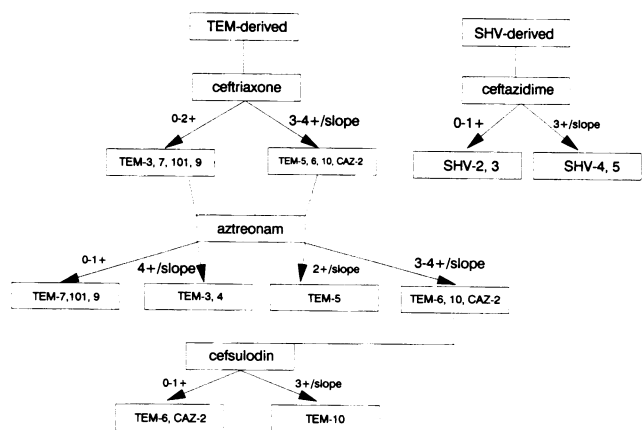 TEM-derived
SHV-derived
ceftriaxone
ceftazidime
0-2+
3-4+/slope
0-1+
3+/slope
TEM-3, 7, 101, 9
TEM-5, 6, 10, CAZ-2
SHV-2, 3
SHV-4, 5
aztreonam
0-1+
4+/slope
2+/slope
3-4+/slope
TEM-7,101, 9
TEM-3, 4
TEM-5
TEM-6, 10, CAZ-2
cefsulodin
0-1+
3+/slope
TEM-6, CAZ-2
TEM-10